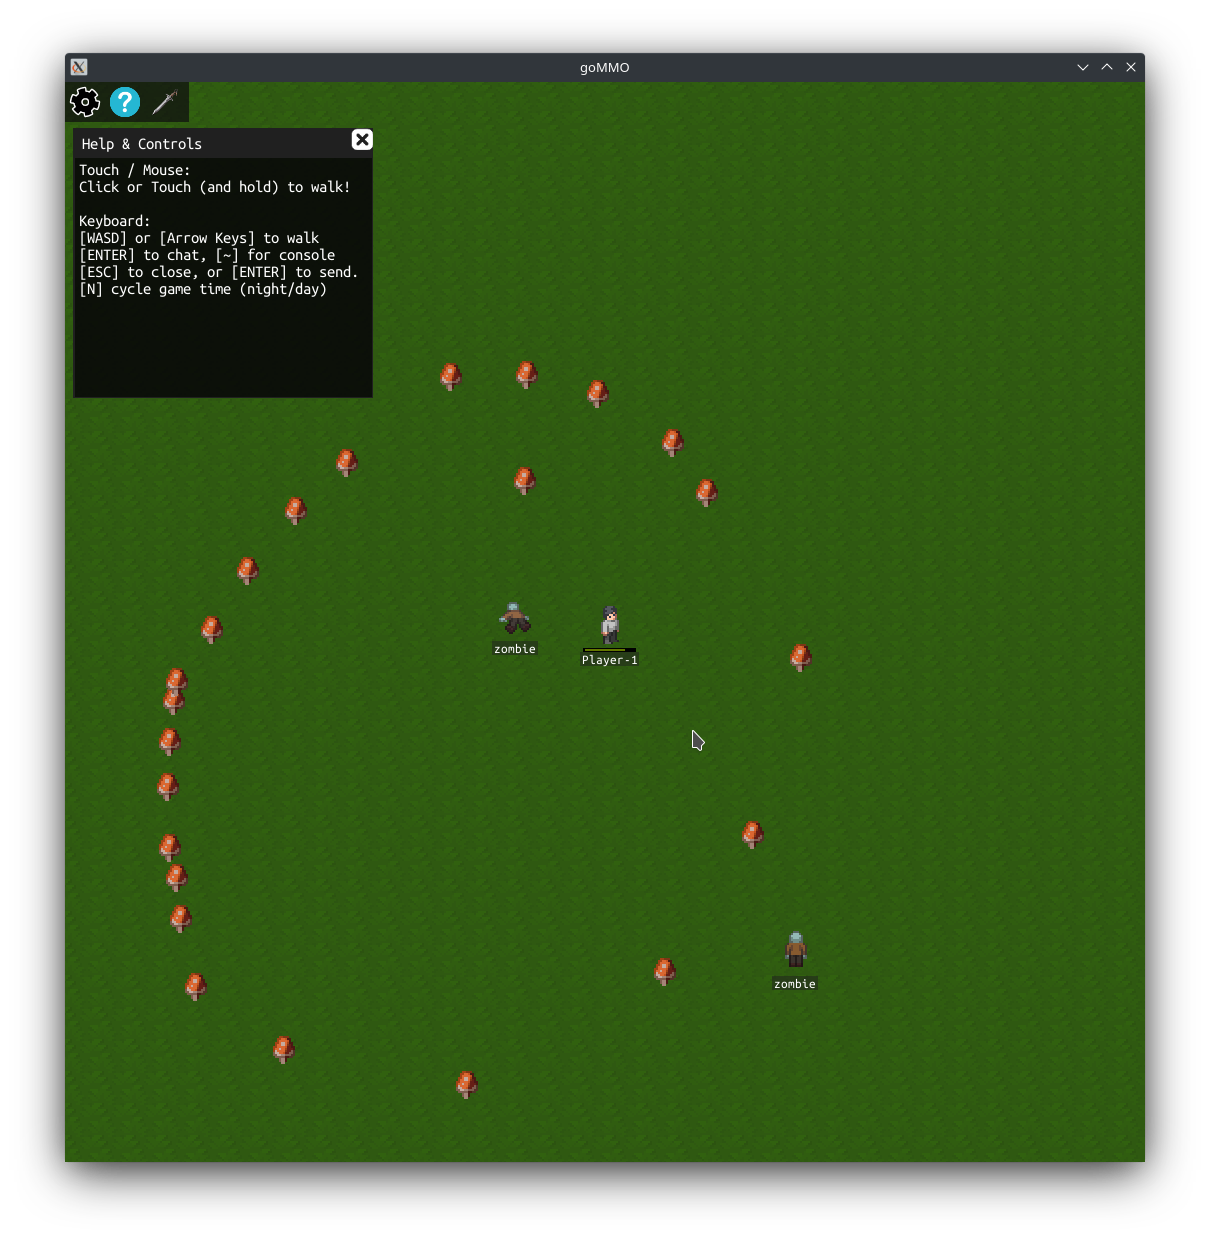 goMMO
?
Help & Controls
Touch / Mouse:
Click or Touch (and hold) to walk!
Keyboard:
[WASD] or [Arrow Keys] to walk
[ENTER] to chat, [~] for console
[ESC] to close, or [ENTER] to send.
[N] cycle game time (night/day)
zombie
Player-1
zombie